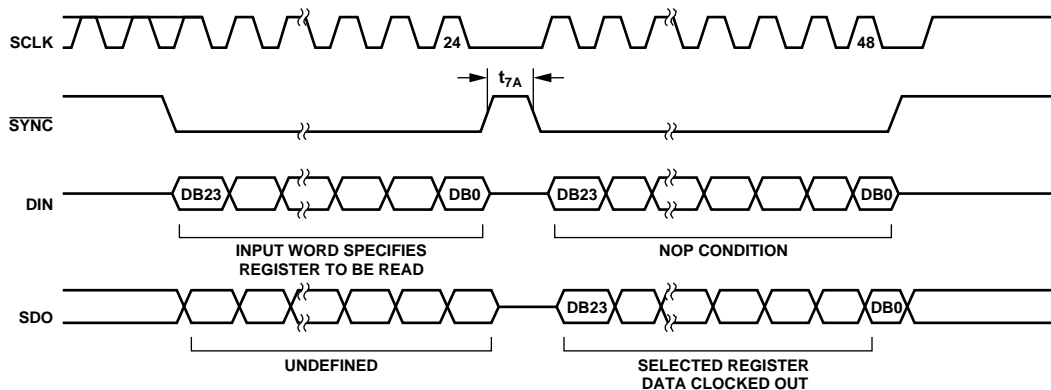 SCLK
24
48
t7A
SYNC
DIN
DB23
DB0
DB23
DB0
INPUT WORD SPECIFIES
REGISTER TO BE READ
NOP CONDITION
SDO
DB23
DB0
UNDEFINED
SELECTED REGISTER
DATA CLOCKED OUT